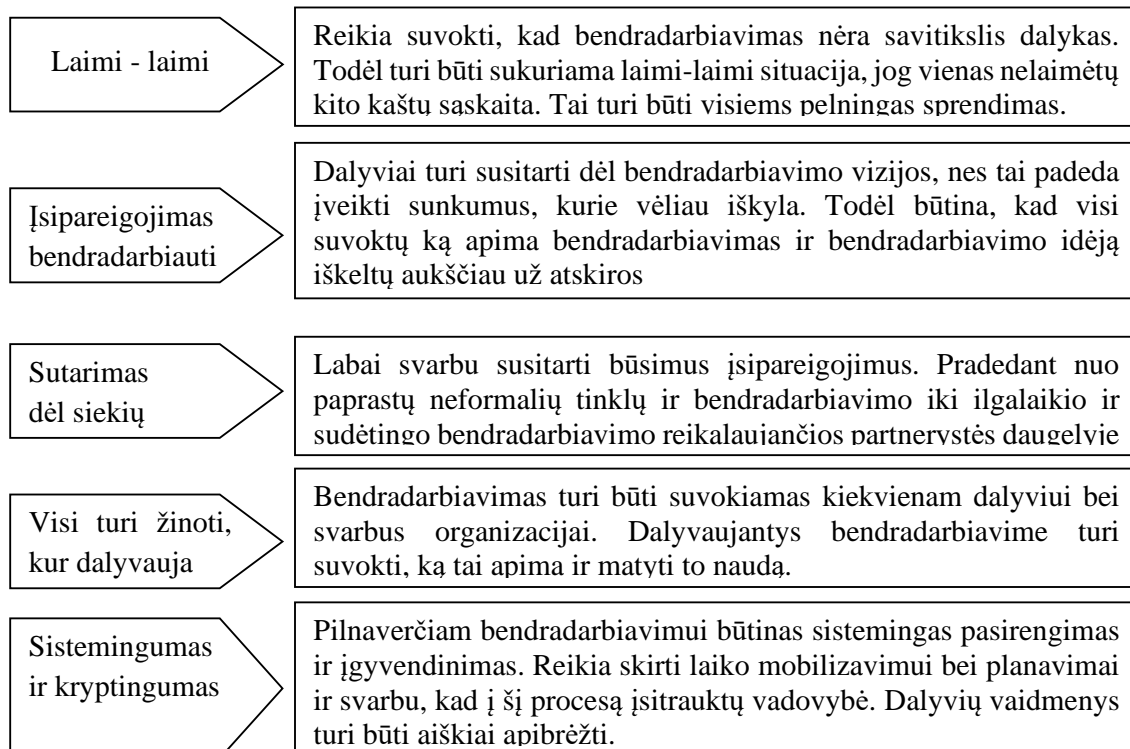 Laimi - laimi
Reikia suvokti, kad bendradarbiavimas nėra savitikslis dalykas.
Todėl turi būti sukuriama laimi-laimi situacija, jog vienas nelaimėtų
kito kaštų sąskaita. Tai turi būti visiems pelningas sprendimas.
Įsipareigojimas
bendradarbiauti
Dalyviai turi susitarti dėl bendradarbiavimo vizijos, nes tai padeda
įveikti sunkumus, kurie vėliau iškyla. Todėl būtina, kad visi
suvoktų ką apima bendradarbiavimas ir bendradarbiavimo idėją
iškeltų aukščiau už atskiros
Sutarimas
dėl siekių
Labai svarbu susitarti būsimus įsipareigojimus. Pradedant nuo
paprastų neformalių tinklų ir bendradarbiavimo iki ilgalaikio ir
sudėtingo bendradarbiavimo reikalaujančios partnerystės daugelyje
Visi turi žinoti,
kur dalyvauja
Bendradarbiavimas turi būti suvokiamas kiekvienam dalyviui bei
svarbus organizacijai. Dalyvaujantys bendradarbiavime turi
suvokti, ką tai apima ir matyti to naudą.
Sistemingumas
ir kryptingumas
Pilnaverčiam bendradarbiavimui būtinas sistemingas pasirengimas
ir įgyvendinimas. Reikia skirti laiko mobilizavimui bei planavimai
ir svarbu, kad į šį procesą įsitrauktų vadovybė. Dalyvių vaidmenys
turi būti aiškiai apibrėžti.